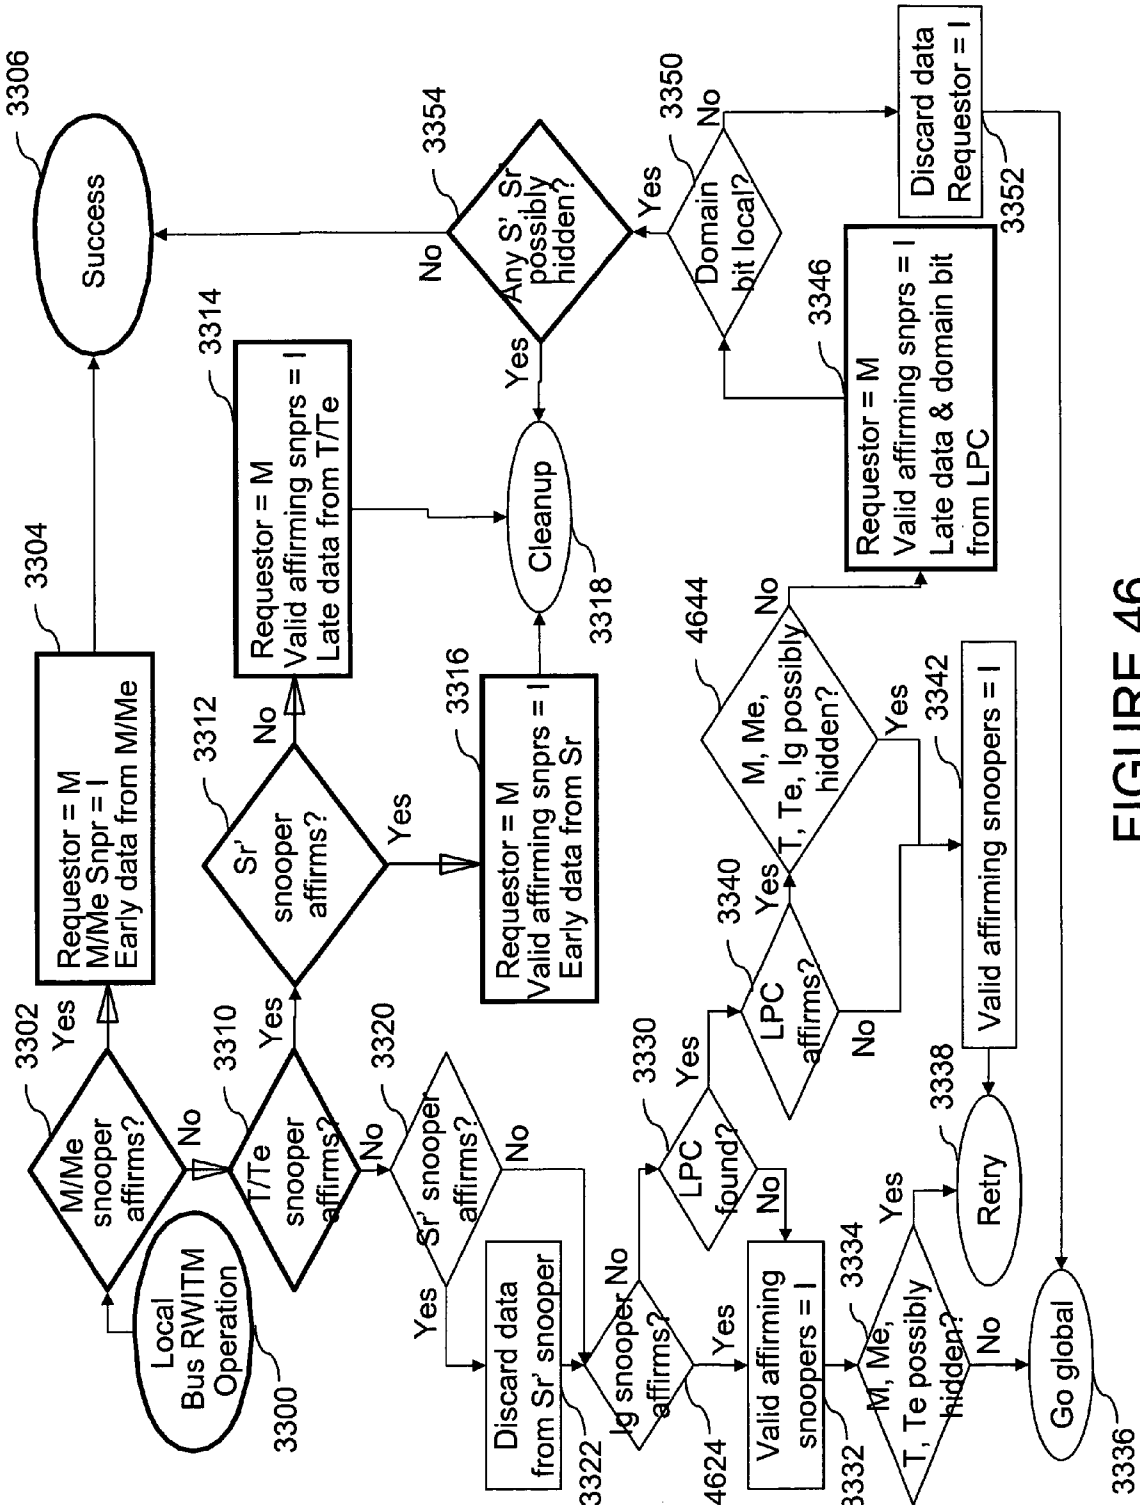 3300
Local
Bus RWITM
Operation
3302
M/Me
snooper
affirms?
Yes
No
3304
Requestor = M
M/Me Snpr = I
Early data from M/Me
3306
Success
3310
T/Te
snooper
affirms?
Yes
No
3312
Sr'
snooper
affirms?
No
Yes
3314
Requestor = M
Valid affirming snprs = I
Late data from T/Te
3316
Requestor = M
Valid affirming snprs = I
Early data from Sr
Cleanup
3318
3320
Sr' snooper
affirms?
Yes
No
Discard data
from Sr' snooper
3322
Ig snooper
affirms?
No
Yes
4624
3330
LPC
found?
Yes
No
Valid affirming
snoopers = I
3332
3334
M, Me,
T, Te possibly
hidden?
Yes
No
Go global
3336
3338
Retry
3340
LPC
affirms?
Yes
No
4644
M, Me,
T, Te, Ig possibly
hidden?
No
Yes
3342
Valid affirming snoopers = I
3346
Requestor = M
Valid affirming snprs = I
Late data & domain bit
from LPC
3350
Domain
bit local?
Yes
No
Discard data
Requestor = I
3352
3354
Any S', Sr
possibly
hidden?
No
Yes
FIGURE 46